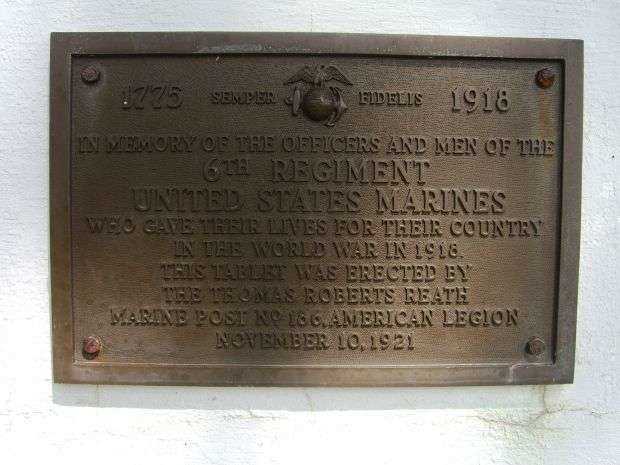 1775 SEMPER FIDELIS 1918
IN MEMORY OF THE OFFICERS AND MEN OF THE
6TH REGIMENT
UNITED STATES MARINES
WHO GAVE THEIR LIVES FOR THEIR COUNTRY
IN THE WORLD WAR IN 1918.
THIS TABLET WAS ERECTED BY
THE THOMAS ROBERTS REATH
MARINE POST NO 186, AMERICAN LEGION
NOVEMBER 10, 1921